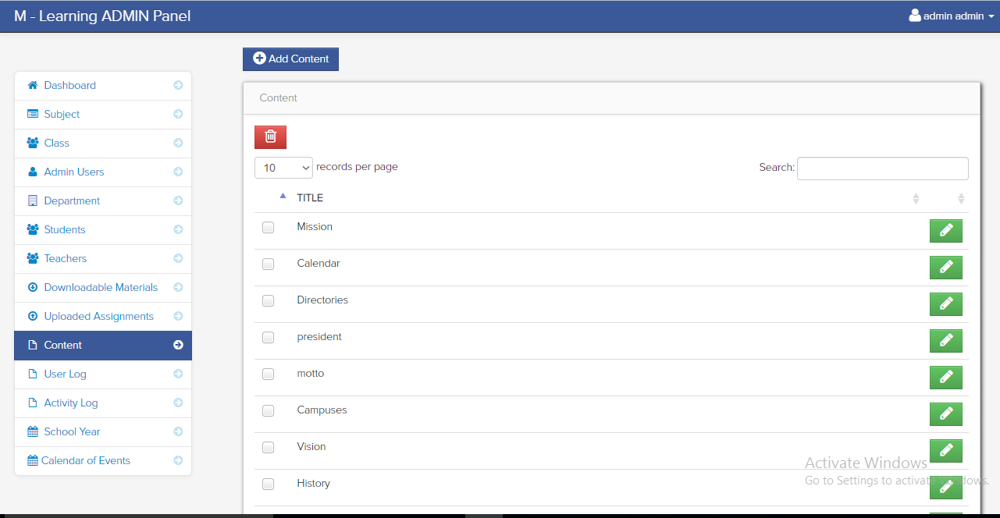 M - Learning ADMIN Panel
admin admin
Add Content
Dashboard
Subject
Class
Admin Users
Department
Students
Teachers
Downloadable Materials
Uploaded Assignments
Content
User Log
Activity Log
School Year
Calendar of Events
Content
10 records per page
Search:
TITLE
Mission
Calendar
Directories
president
motto
Campuses
Vision
History
Activate Windows
Go to Settings to activate Windows.